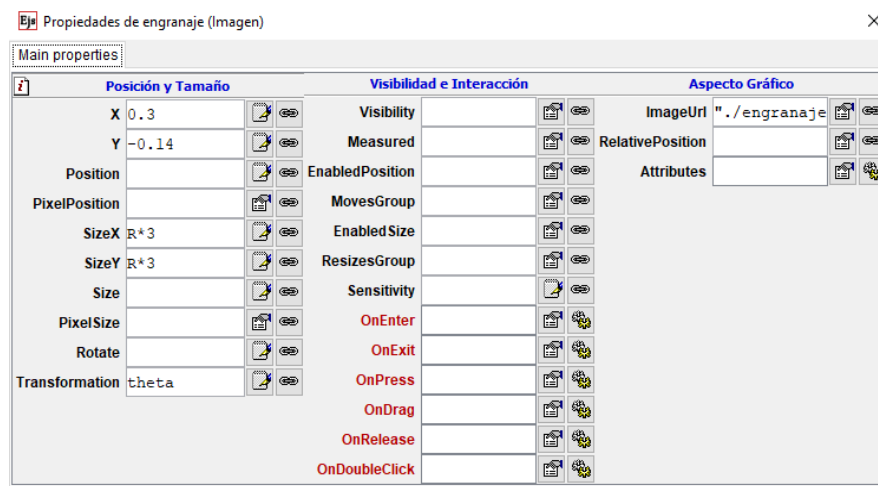 Ejs Propiedades de engranaje (Imagen)
Main properties
Posición y Tamaño
X 0.3
Y -0.14
Position
PixelPosition
SizeX R*3
SizeY R*3
Size
PixelSize
Rotate
Transformation theta
Visibilidad e Interacción
Visibility
Measured
EnabledPosition
MovesGroup
EnabledSize
ResizesGroup
Sensitivity
OnEnter
OnExit
OnPress
OnDrag
OnRelease
OnDoubleClick
Aspecto Gráfico
ImageUrl "./engranaje
RelativePosition
Attributes